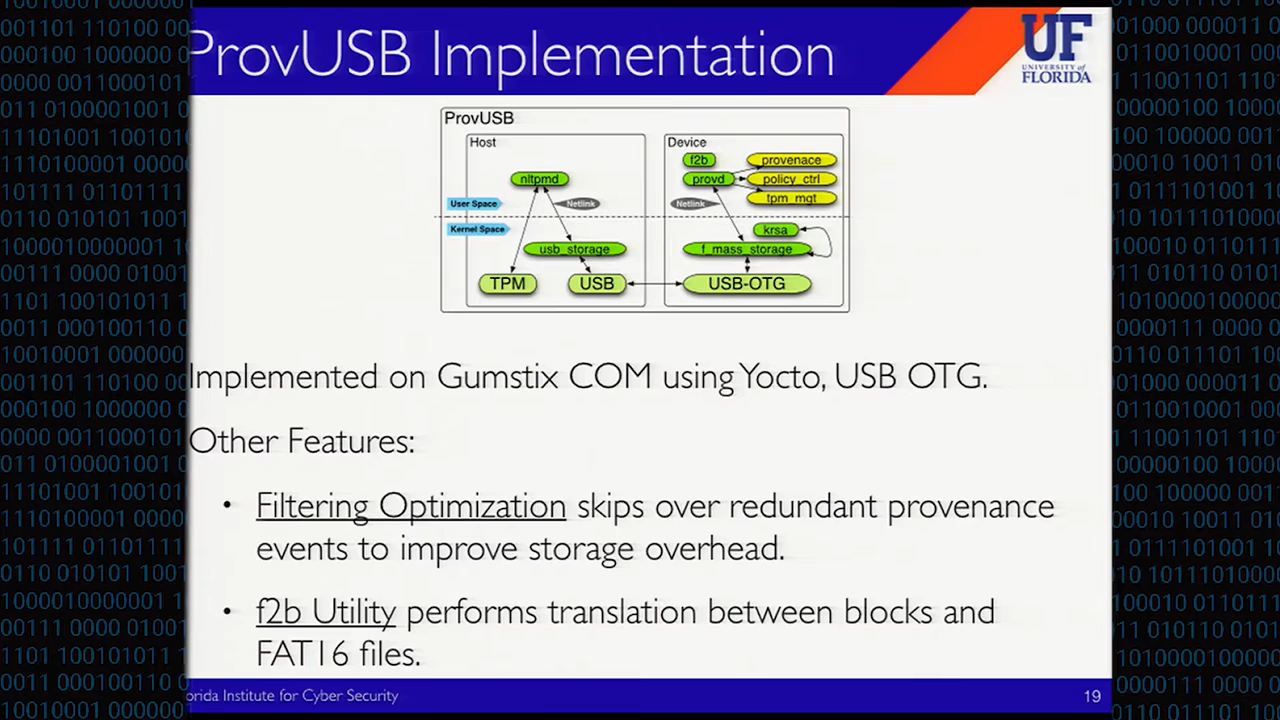 ProvUSB Implementation
UF
UNIVERSITY of
FLORIDA
ProvUSB
Host
Device
f2b
provenace
nltpmd
provd
policy_ctrl
tpm_mgt
User Space
Netlink
Netlink
Kernel Space
krsa
usb_storage
f_mass_storage
TPM
USB
USB-OTG
Implemented on Gumstix COM using Yocto, USB OTG.
Other Features:
• Filtering Optimization skips over redundant provenance
events to improve storage overhead.
• f2b Utility performs translation between blocks and
FAT16 files.
orida Institute for Cyber Security
19